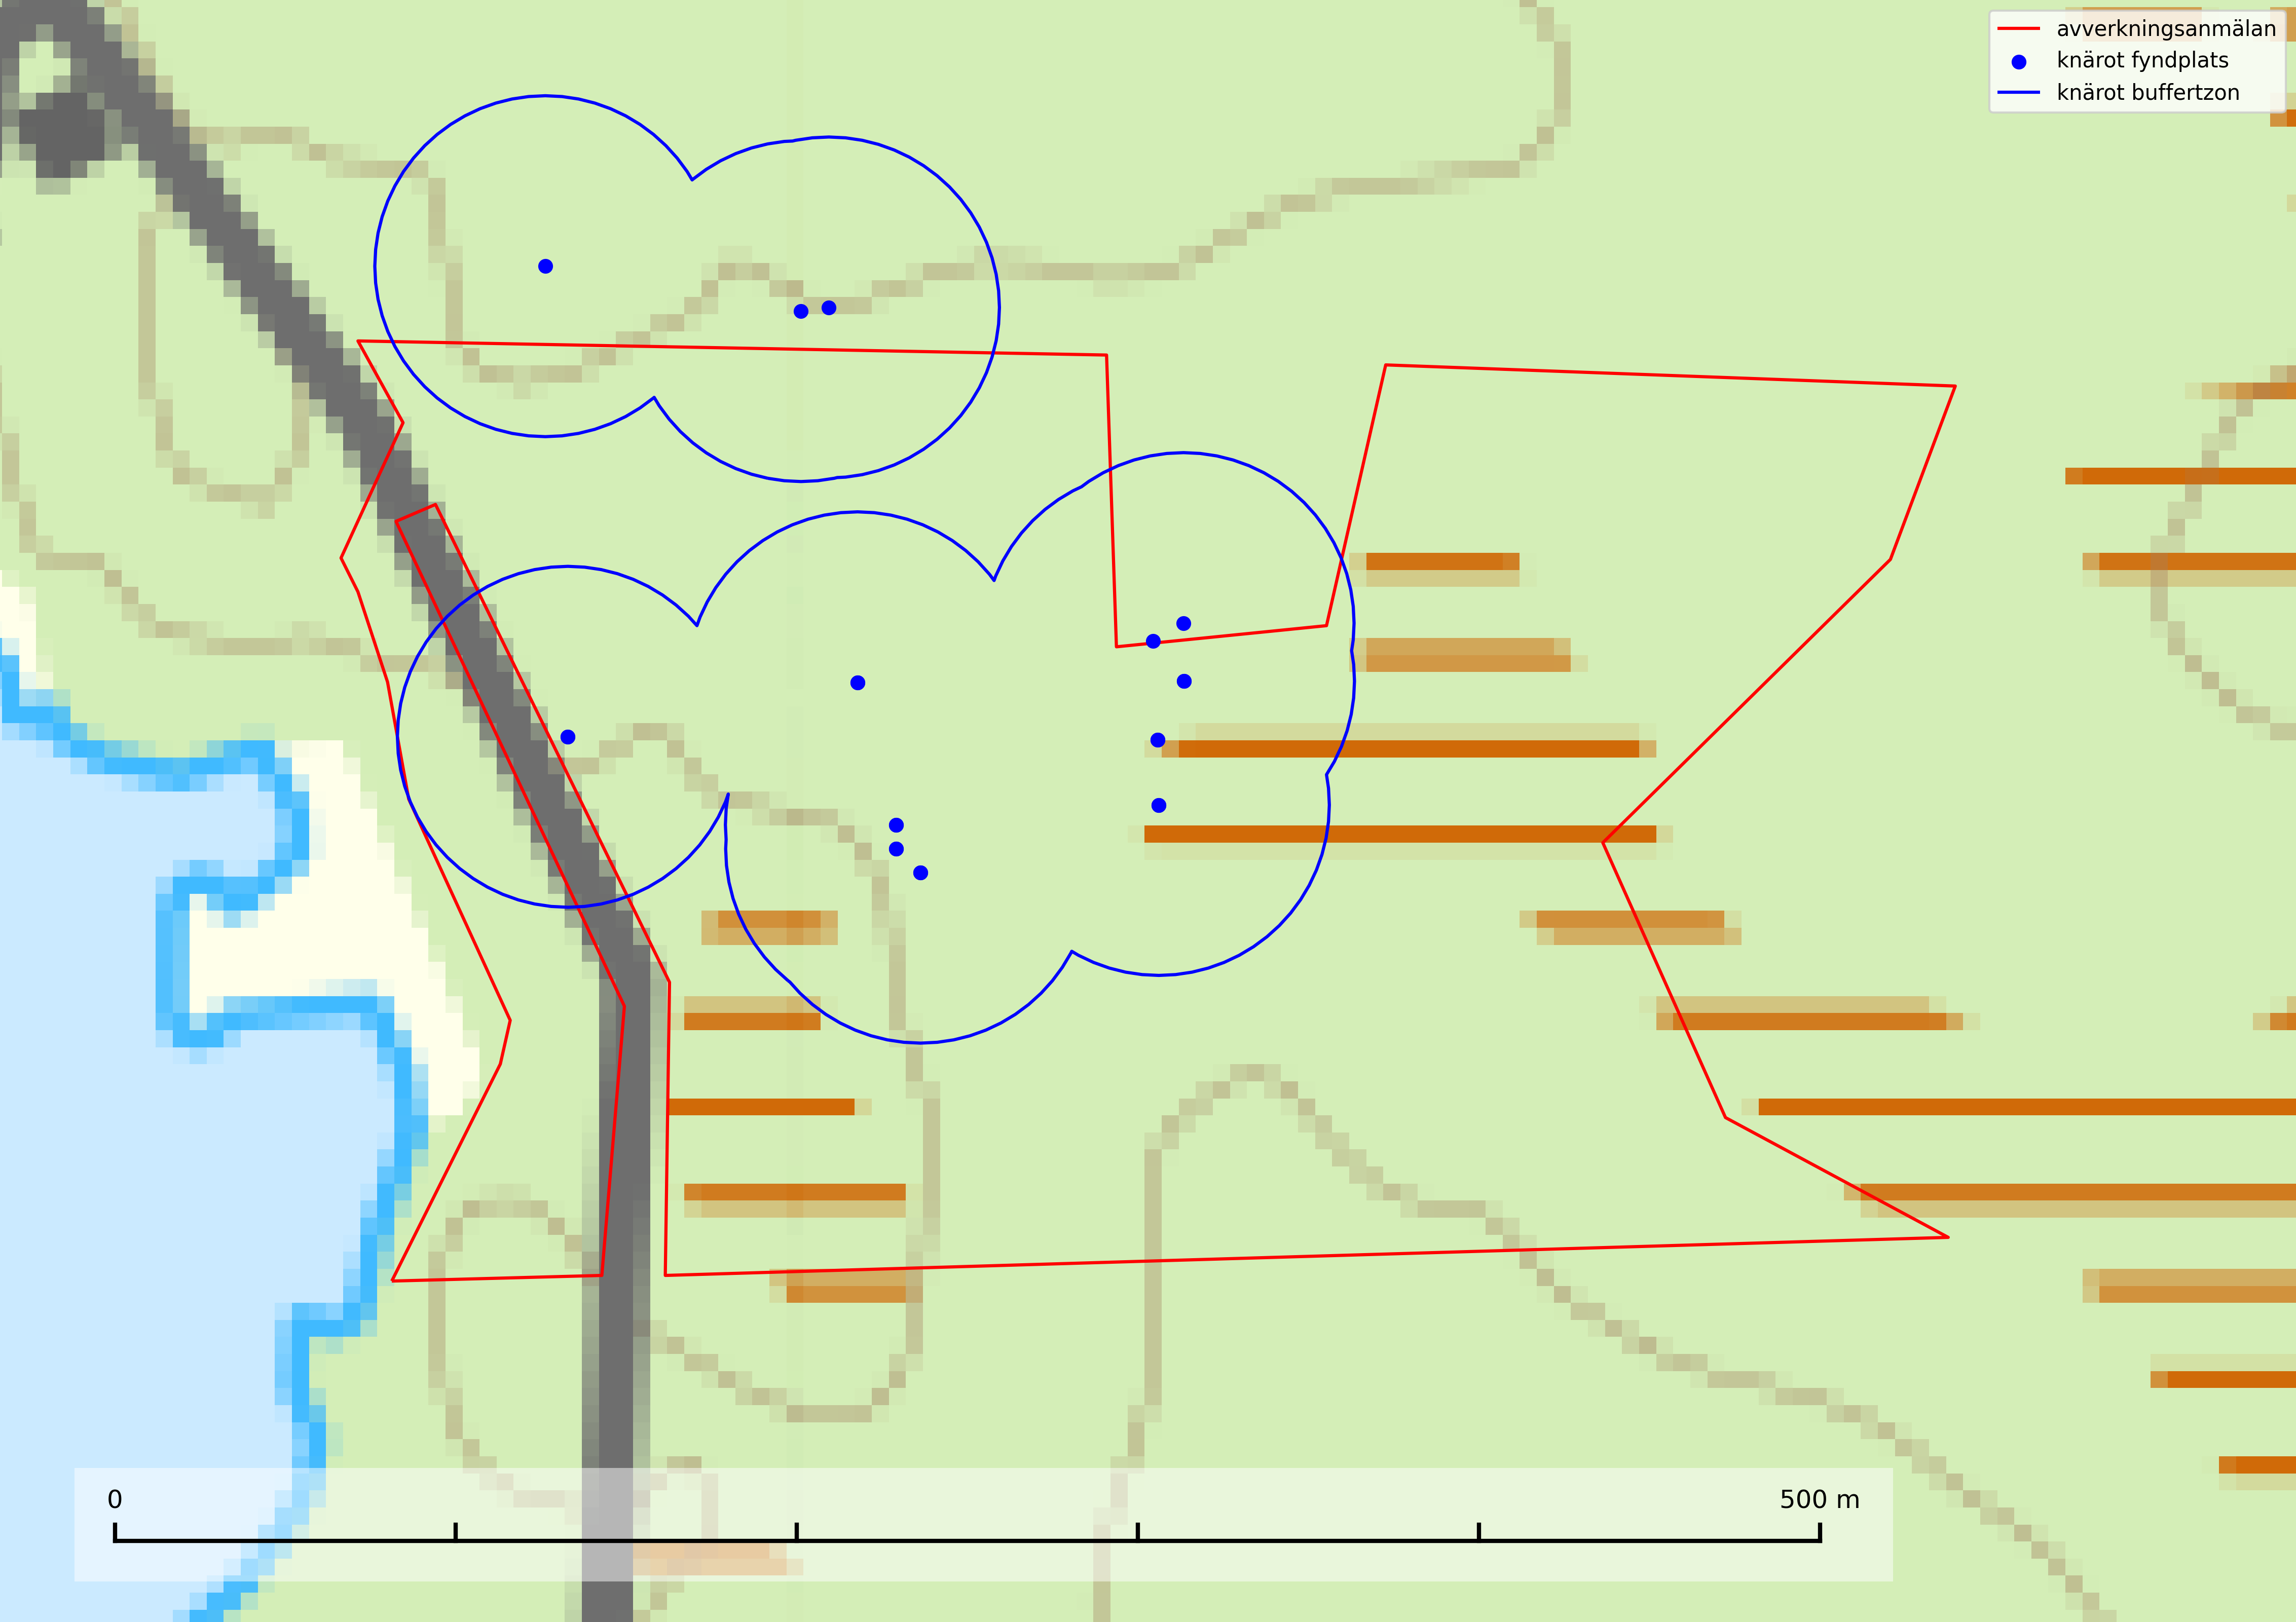 avverkningsanmälan
knärot fyndplats
knärot buffertzon
0
500 m